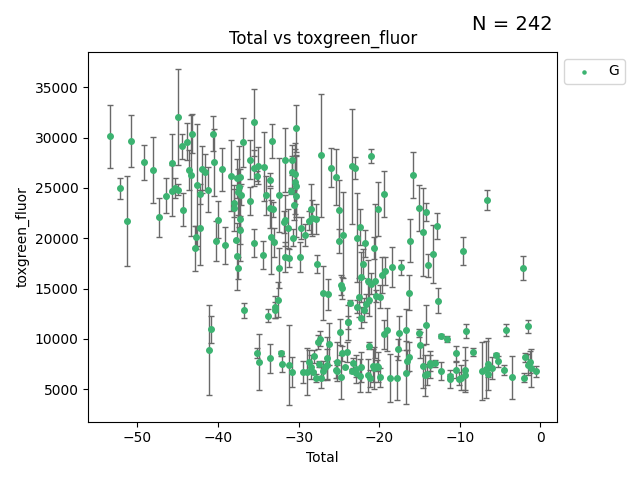 N = 242
Total vs toxgreen_fluor
G
toxgreen_fluor
35000
30000
25000
20000
15000
10000
5000
−50 −40 −30 −20 −10 0
Total